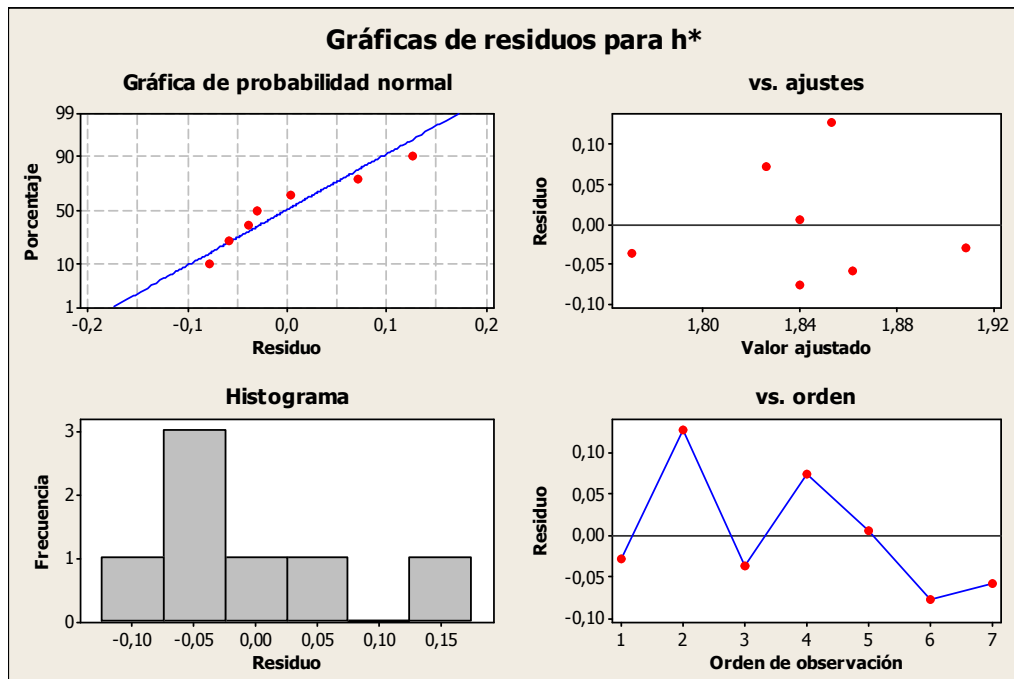 Gráficas de residuos para h*
Gráfica de probabilidad normal
99
90
50
10
1
Porcentaje
-0,2 -0,1 0,0 0,1 0,2
Residuo
vs. ajustes
0,10
0,05
0,00
-0,05
-0,10
Residuo
1,80 1,84 1,88 1,92
Valor ajustado
Histograma
3
2
1
0
Frecuencia
-0,10 -0,05 0,00 0,05 0,10 0,15
Residuo
vs. orden
0,10
0,05
0,00
-0,05
-0,10
Residuo
1 2 3 4 5 6 7
Orden de observación